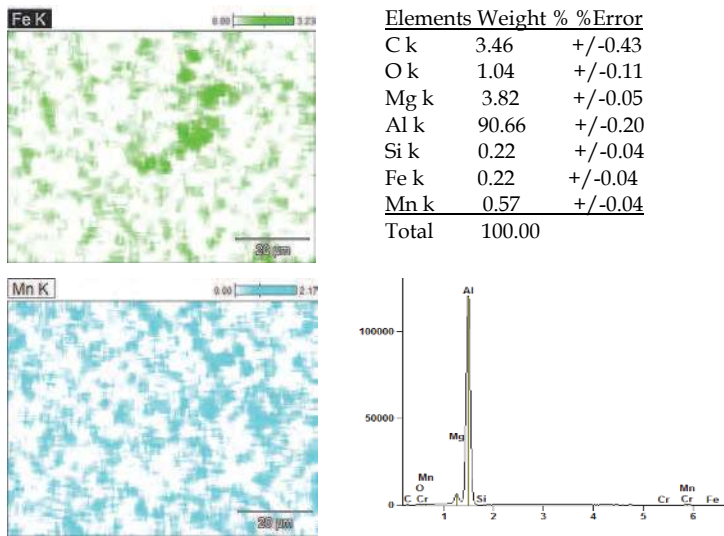 Fe K
0.00 3.23
20 µm
Elements Weight % %Error
C k 3.46 +/-0.43
O k 1.04 +/-0.11
Mg k 3.82 +/-0.05
Al k 90.66 +/-0.20
Si k 0.22 +/-0.04
Fe k 0.22 +/-0.04
Mn k 0.57 +/-0.04
Total 100.00
Mn K
0.00 2.17
20 µm
Al
100000
50000
Mg
Mn
O
C Cr
Si
Cr
Mn
Cr
Fe
0
1 2 3 4 5 6